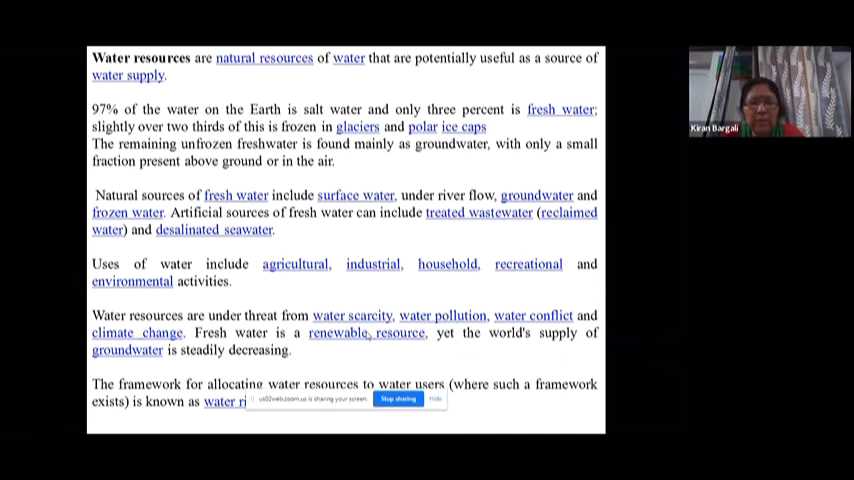 Water resources are natural resources of water that are potentially useful as a source of
water supply.
97% of the water on the Earth is salt water and only three percent is fresh water;
slightly over two thirds of this is frozen in glaciers and polar ice caps
The remaining unfrozen freshwater is found mainly as groundwater, with only a small
fraction present above ground or in the air.
Natural sources of fresh water include surface water, under river flow, groundwater and
frozen water. Artificial sources of fresh water can include treated wastewater (reclaimed
water) and desalinated seawater.
Uses of water include agricultural, industrial, household, recreational and
environmental activities.
Water resources are under threat from water scarcity, water pollution, water conflict and
climate change. Fresh water is a renewable resource, yet the world's supply of
groundwater is steadily decreasing.
The framework for allocating water resources to water users (where such a framework
exists) is known as water ri
us02web.zoom.us is sharing your screen. Stop sharing Hide
Kiran Bargali